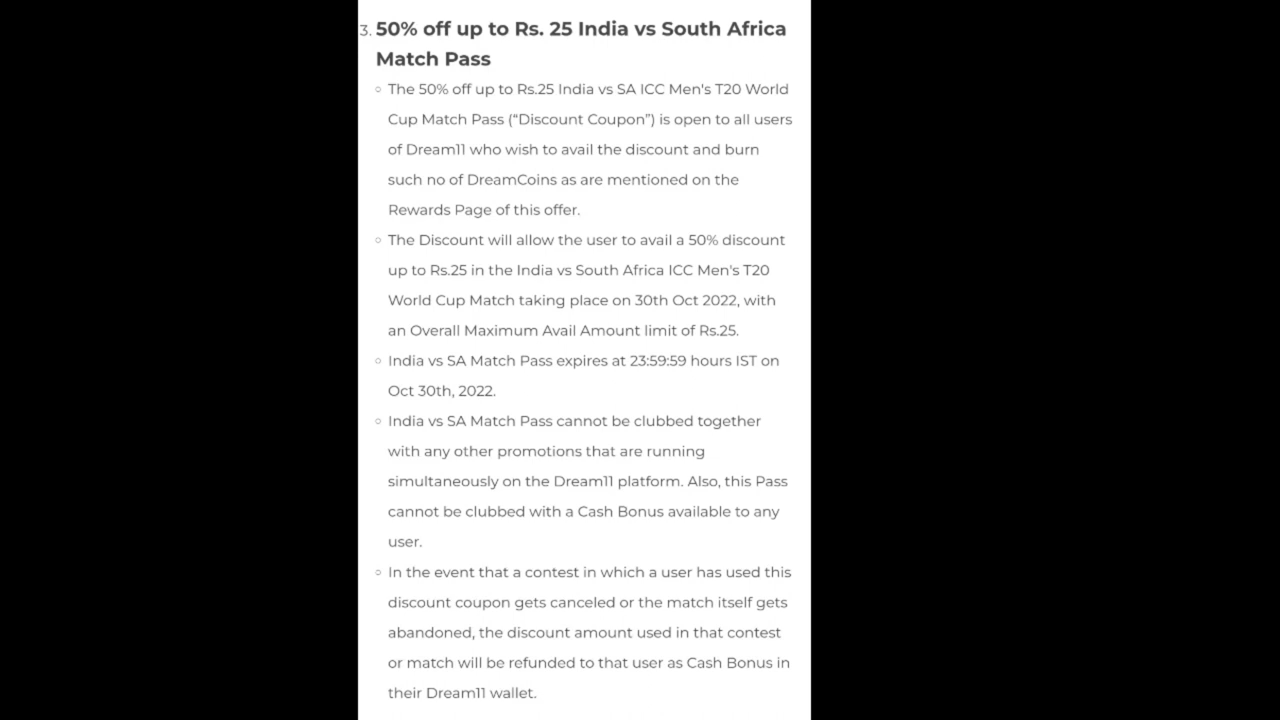 3. 50% off up to Rs. 25 India vs South Africa
Match Pass
◦ The 50% off up to Rs.25 India vs SA ICC Men's T20 World
Cup Match Pass (“Discount Coupon”) is open to all users
of Dream11 who wish to avail the discount and burn
such no of DreamCoins as are mentioned on the
Rewards Page of this offer.
◦ The Discount will allow the user to avail a 50% discount
up to Rs.25 in the India vs South Africa ICC Men's T20
World Cup Match taking place on 30th Oct 2022, with
an Overall Maximum Avail Amount limit of Rs.25.
◦ India vs SA Match Pass expires at 23:59:59 hours IST on
Oct 30th, 2022.
◦ India vs SA Match Pass cannot be clubbed together
with any other promotions that are running
simultaneously on the Dream11 platform. Also, this Pass
cannot be clubbed with a Cash Bonus available to any
user.
◦ In the event that a contest in which a user has used this
discount coupon gets canceled or the match itself gets
abandoned, the discount amount used in that contest
or match will be refunded to that user as Cash Bonus in
their Dream11 wallet.